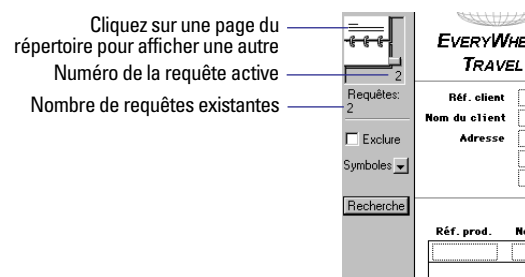 Cliquez sur une page du
répertoire pour afficher une autre
Numéro de la requête active
Nombre de requêtes existantes
2
Requêtes:
2
Exclure
Symboles
Recherche
TRAVEL
Réf. client
Nom du client
Adresse
Réf. prod.